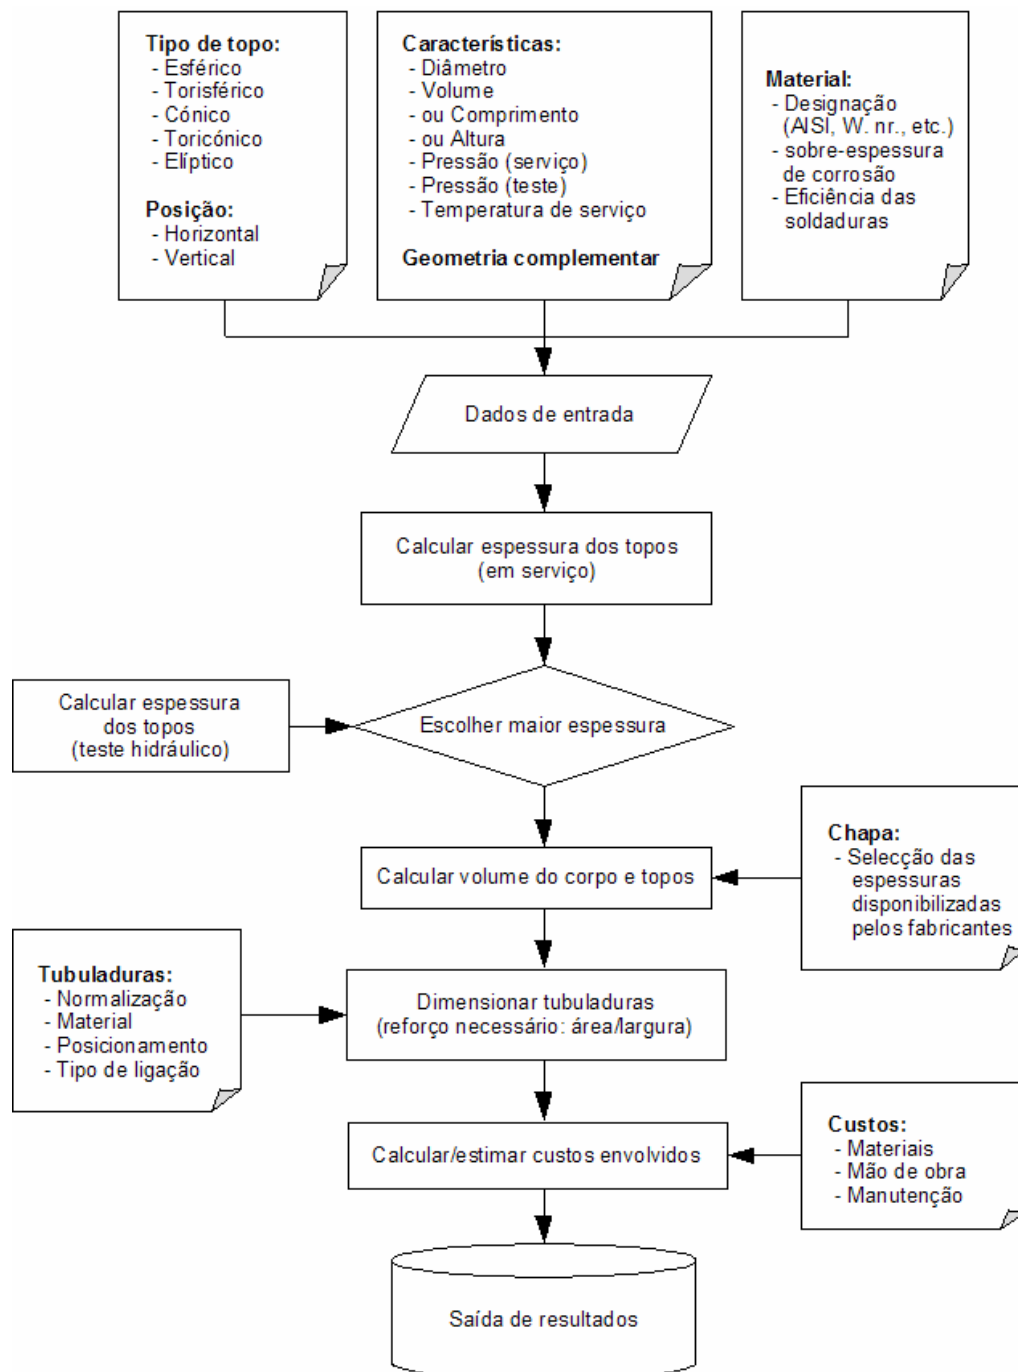 Tipo de topo:
- Esférico
- Torisférico
- Cónico
- Toricónico
- Elíptico
Posição:
- Horizontal
- Vertical
Características:
- Diâmetro
- Volume
- ou Comprimento
- ou Altura
- Pressão (serviço)
- Pressão (teste)
- Temperatura de serviço
Geometria complementar
Material:
- Designação
(AISI, W. nr., etc.)
- sobre-espessura
de corrosão
- Eficiência das
soldaduras
Dados de entrada
Calcular espessura dos topos
(em serviço)
Calcular espessura
dos topos
(teste hidráulico)
Escolher maior espessura
Chapa:
- Selecção das
espessuras
disponibilizadas
pelos fabricantes
Calcular volume do corpo e topos
Tubuladuras:
- Normalização
- Material
- Posicionamento
- Tipo de ligação
Dimensionar tubuladuras
(reforço necessário: área/largura)
Custos:
- Materiais
- Mão de obra
- Manutenção
Calcular/estimar custos envolvidos
Saída de resultados